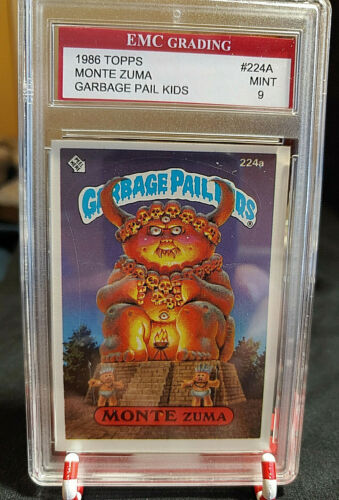 EMC GRADING
1986 TOPPS #224A
MONTE ZUMA MINT
GARBAGE PAIL KIDS 9
224a
GARBAGE PAIL KIDS
MONTE ZUMA